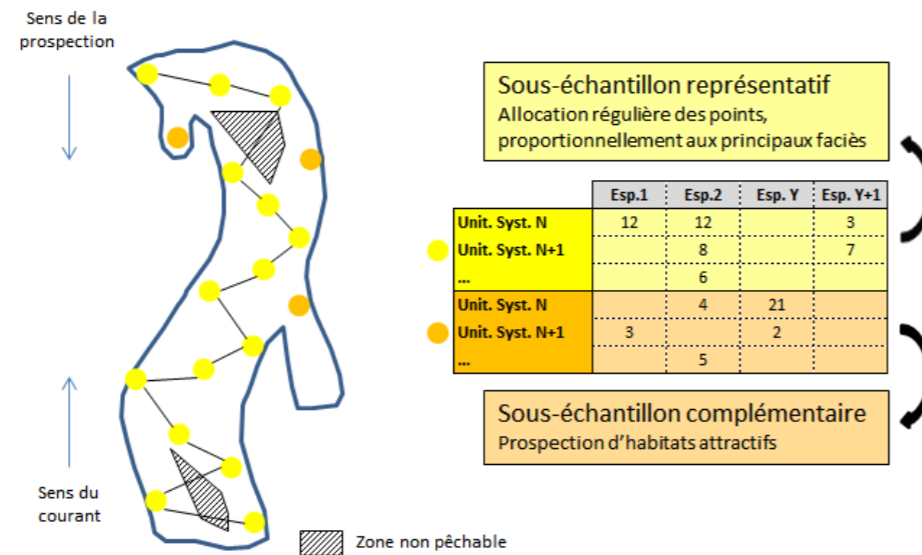 Sens de la
prospection
Sous-échantillon représentatif
Allocation régulière des points,
proportionnellement aux principaux faciès
Esp.1 Esp.2 Esp. Y Esp. Y+1
Unit. Syst. N 12 12 3
Unit. Syst. N+1 8 7
... 6
Unit. Syst. N 4 21
Unit. Syst. N+1 3 2
... 5
Sous-échantillon complémentaire
Prospection d'habitats attractifs
Sens du
courant
Zone non pêchable